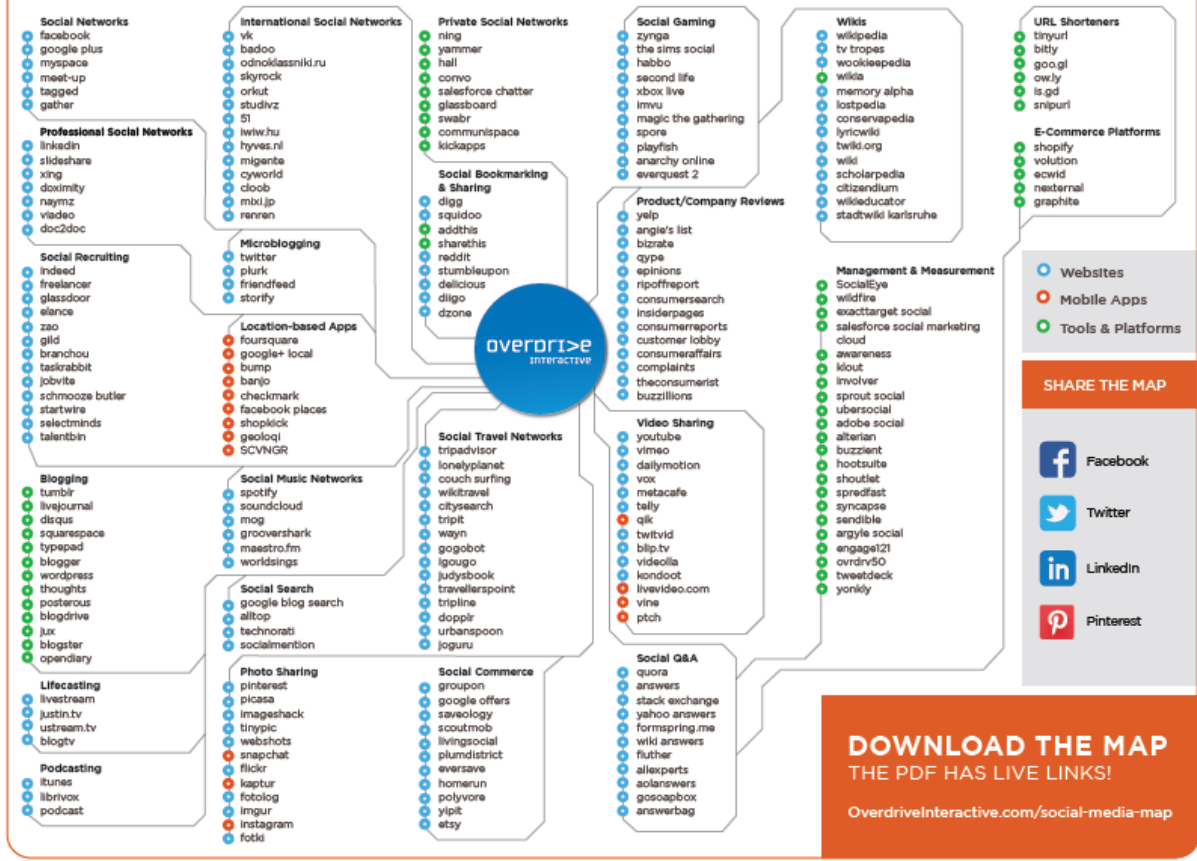 Social Networks
facebook
google plus
myspace
meet-up
tagged
gather
Professional Social Networks
linkedin
slideshare
xing
doximity
naymz
viadeo
doc2doc
Social Recruiting
indeed
freelancer
glassdoor
elance
zao
gild
branchou
taskrabbit
jobvite
schmooze butler
startwire
selectminds
talentbin
Blogging
tumblr
livejournal
disqus
squarespace
typepad
blogger
wordpress
thoughts
posterous
blogdrive
jux
blogster
opendiary
Lifecasting
livestream
justin.tv
ustream.tv
blogtv
Podcasting
itunes
librivox
podcast
International Social Networks
vk
badoo
odnoklassniki.ru
skyrock
orkut
studivz
51
iwiw.hu
hyves.nl
migente
cyworld
cloob
mixi.jp
renren
Microblogging
twitter
plurk
friendfeed
storify
Location-based Apps
foursquare
google+ local
bump
banjo
checkmark
facebook places
shopkick
geoloqi
SCVNGR
Social Music Networks
spotify
soundcloud
mog
groovershark
maestro.fm
worldsings
Social Search
google blog search
alltop
technorati
socialmention
Photo Sharing
pinterest
picasa
imageshack
tinypic
webshots
snapchat
flickr
kaptur
fotolog
imgur
instagram
fotki
Private Social Networks
ning
yammer
hall
convo
salesforce chatter
glassboard
swabr
communispace
kickapps
Social Bookmarking
& Sharing
digg
squidoo
addthis
sharethis
reddit
stumbleupon
delicious
diigo
dzone
overdri>e
interactive
Social Travel Networks
tripadvisor
lonelyplanet
couch surfing
wikitravel
citysearch
tripit
wayn
gogobot
igougo
judysbook
travellerspoint
tripline
dopplr
urbanspoon
joguru
Social Commerce
groupon
google offers
saveology
scoutmob
livingsocial
plumdistrict
eversave
homerun
polyvore
yipit
etsy
Social Gaming
zynga
the sims social
habbo
second life
xbox live
imvu
magic the gathering
spore
playfish
anarchy online
everquest 2
Product/Company Reviews
yelp
angie's list
bizrate
qype
epinions
ripoffreport
consumersearch
insiderpages
consumerreports
customer lobby
consumeraffairs
complaints
theconsumerist
buzzillions
Video Sharing
youtube
vimeo
dailymotion
vox
metacafe
telly
qik
twitvid
blip.tv
videolla
kondoot
livevideo.com
vine
ptch
Social Q&A
quora
answers
stack exchange
yahoo answers
formspring.me
wiki answers
fluther
allexperts
aolanswers
gosoapbox
answerbag
Wikis
wikipedia
tv tropes
wookieepedia
wikia
memory alpha
lostpedia
conservapedia
lyricwiki
twiki.org
wiki
scholarpedia
citizendium
wikieducator
stadtwiki karlsruhe
Management & Measurement
SocialEye
wildfire
exacttarget social
salesforce social marketing
cloud
awareness
klout
involver
sprout social
ubersocial
adobe social
alterian
buzzient
hootsuite
shoutlet
spredfast
syncapse
sendible
argyle social
engage121
ovrdrv50
tweetdeck
yonkly
URL Shorteners
tinyurl
bitly
goo.gl
ow.ly
is.gd
snipurl
E-Commerce Platforms
shopify
volution
ecwid
nexternal
graphite
Websites
Mobile Apps
Tools & Platforms
SHARE THE MAP
f
Facebook
Twitter
in
LinkedIn
Pinterest
DOWNLOAD THE MAP
THE PDF HAS LIVE LINKS!
OverdriveInteractive.com/social-media-map